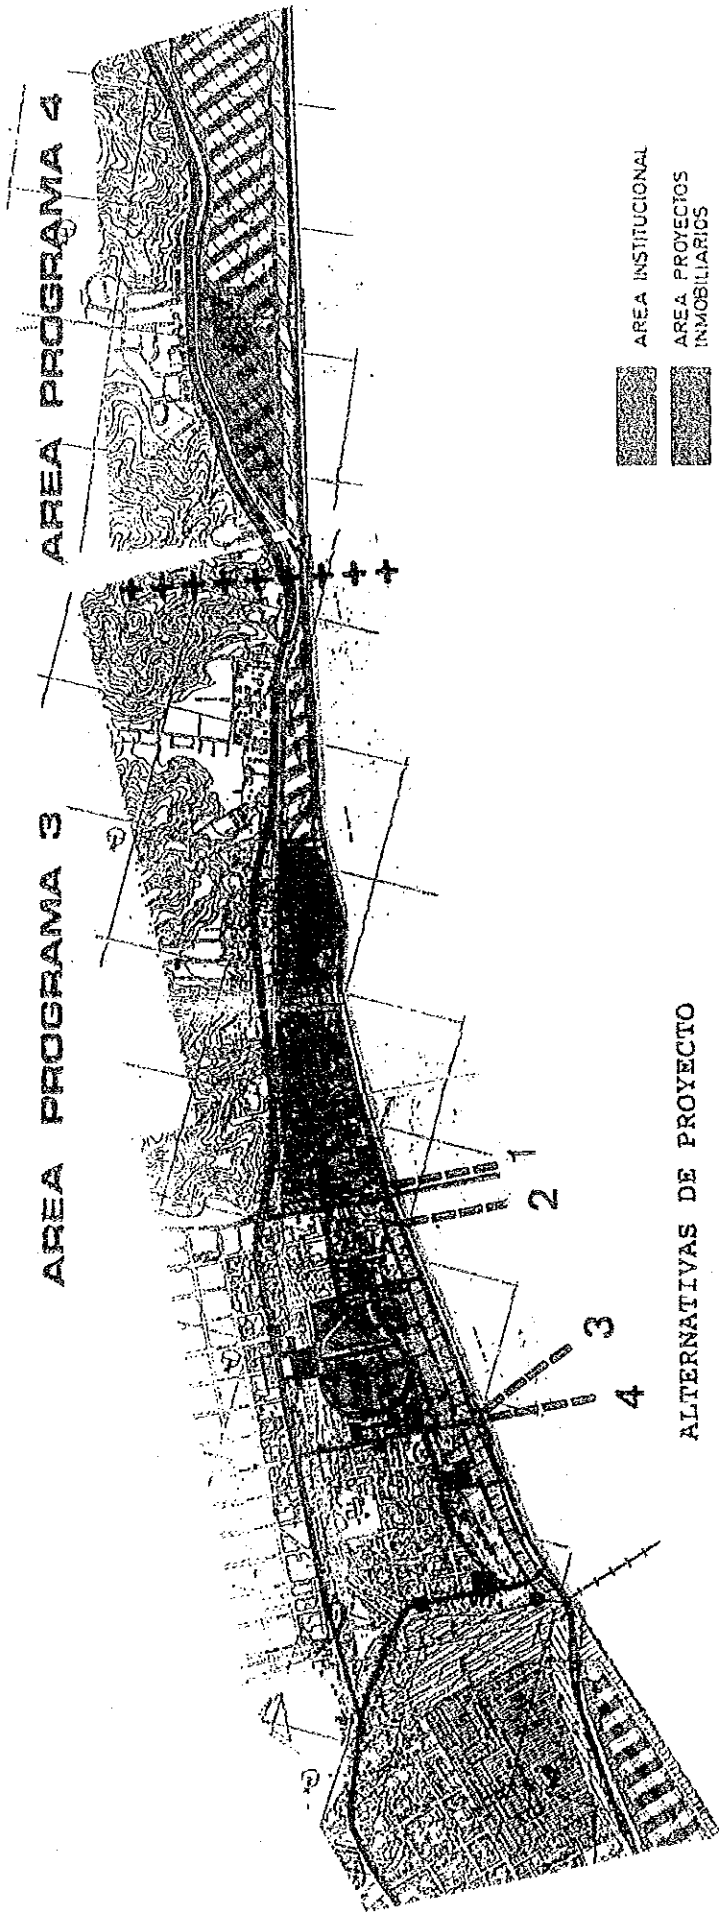 AREA PROGRAMA 3
AREA PROGRAMA 4
1
2
3
4
ALTERNATIVAS DE PROYECTO
AREA INSTITUCIONAL
AREA PROYECTOS
INMOBILIARIOS